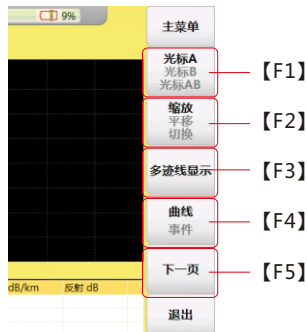 9%
主菜单
光标A
光标B
光标AB
【F1】
缩放
平移
切换
【F2】
多迹线显示
【F3】
曲线
事件
【F4】
下一页
【F5】
dB/km 反射 dB
退出